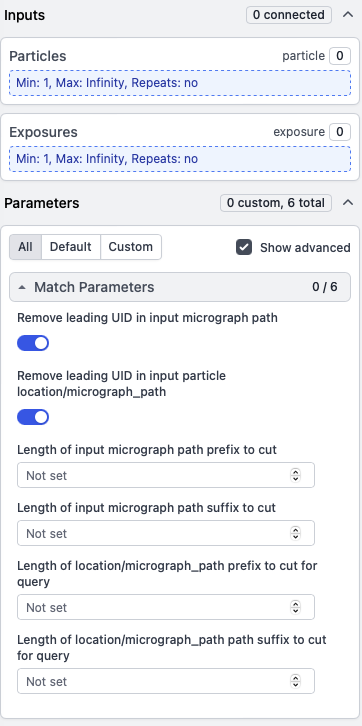 Inputs 0 connected
Particles particle 0
Min: 1, Max: Infinity, Repeats: no
Exposures exposure 0
Min: 1, Max: Infinity, Repeats: no
Parameters 0 custom, 6 total
All Default Custom Show advanced
Match Parameters 0 / 6
Remove leading UID in input micrograph path
Remove leading UID in input particle
location/micrograph_path
Length of input micrograph path prefix to cut
Not set
Length of input micrograph path suffix to cut
Not set
Length of location/micrograph_path prefix to cut for
query
Not set
Length of location/micrograph_path path suffix to cut
for query
Not set